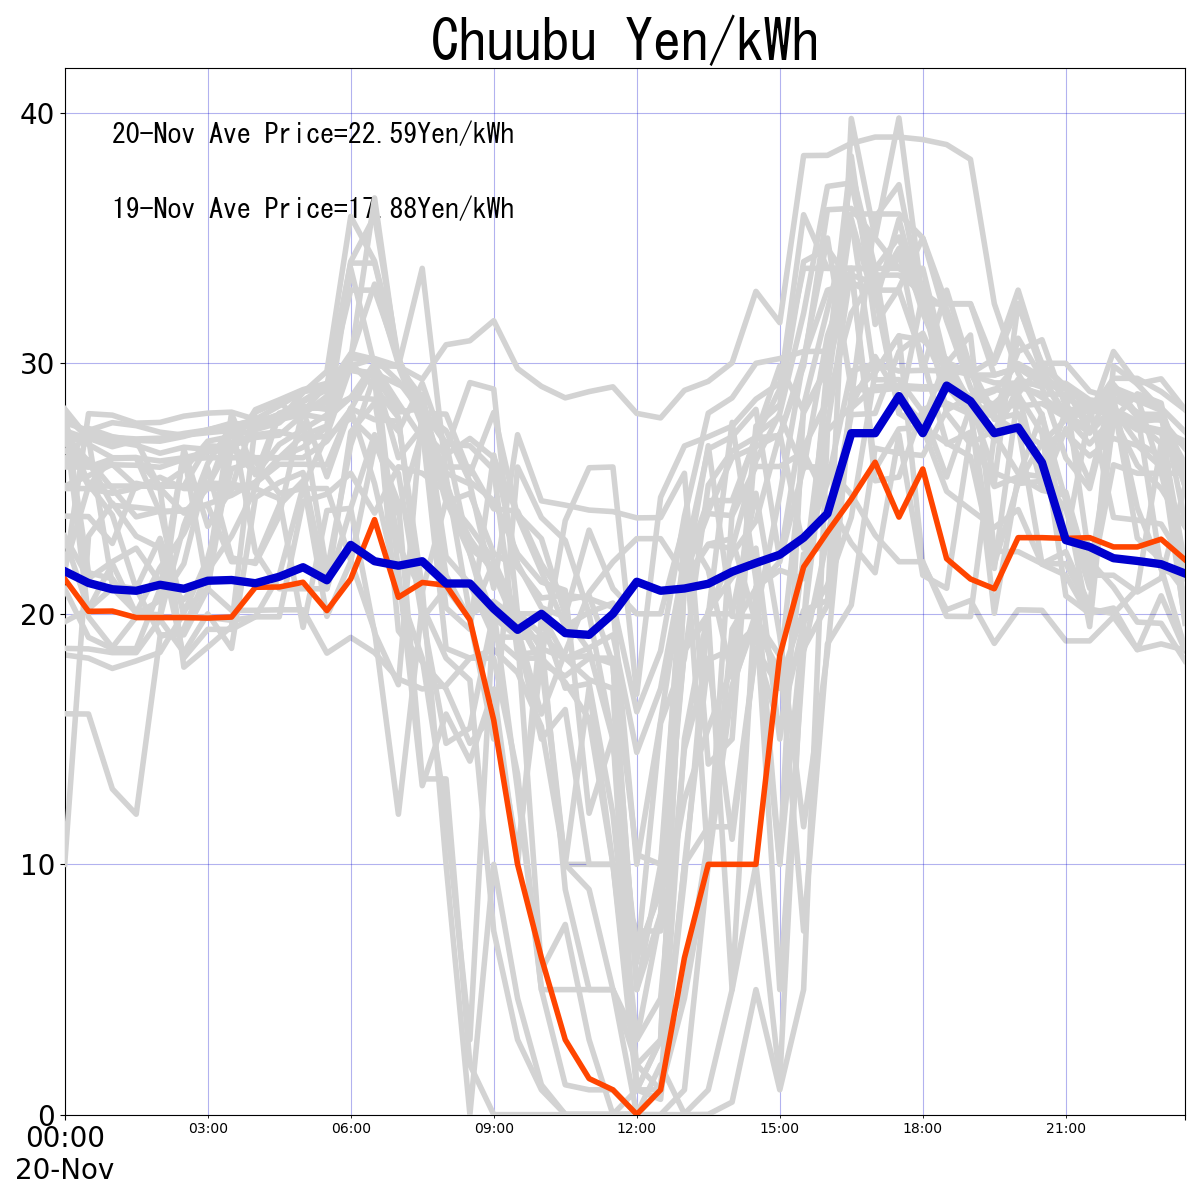 Chuubu Yen/kWh
40
20-Nov Ave Price=22.59Yen/kWh
19-Nov Ave Price=17.88Yen/kWh
30
20
10
0
00:00 03:00 06:00 09:00 12:00 15:00 18:00 21:00
20-Nov